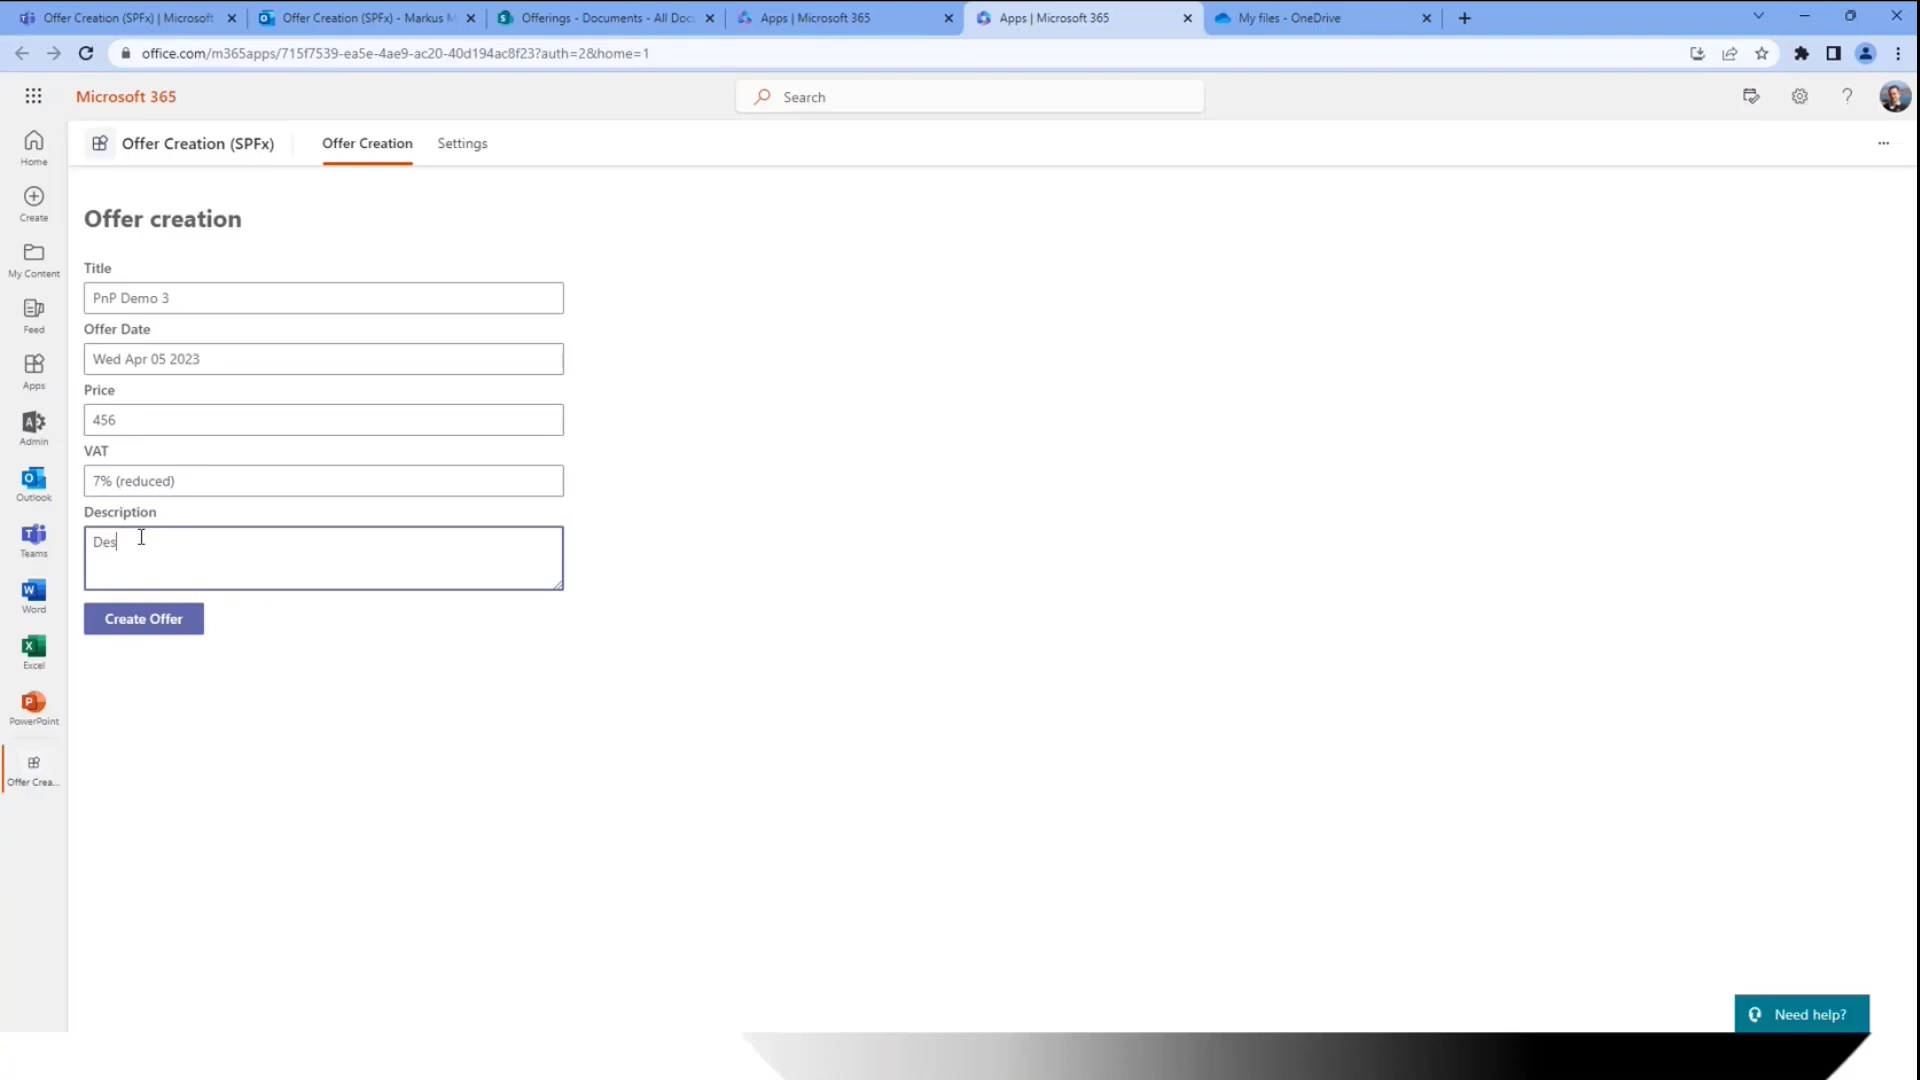 Offer Creation (SPFx) | Microsoft
Offer Creation (SPFx) - Markus M
Offerings - Documents - All Doc
Apps | Microsoft 365
Apps | Microsoft 365
My files - OneDrive
office.com/m365apps/715f7539-ea5e-4ae9-ac20-40d194ac8f23?auth=2&home=1
Microsoft 365
Search
Offer Creation (SPFx)
Offer Creation
Settings
Home
Create
My Content
Feed
Apps
Admin
Outlook
Teams
Word
Excel
PowerPoint
Offer Crea...
Offer creation
Title
PnP Demo 3
Offer Date
Wed Apr 05 2023
Price
456
VAT
7% (reduced)
Description
Des
Create Offer
Need help?